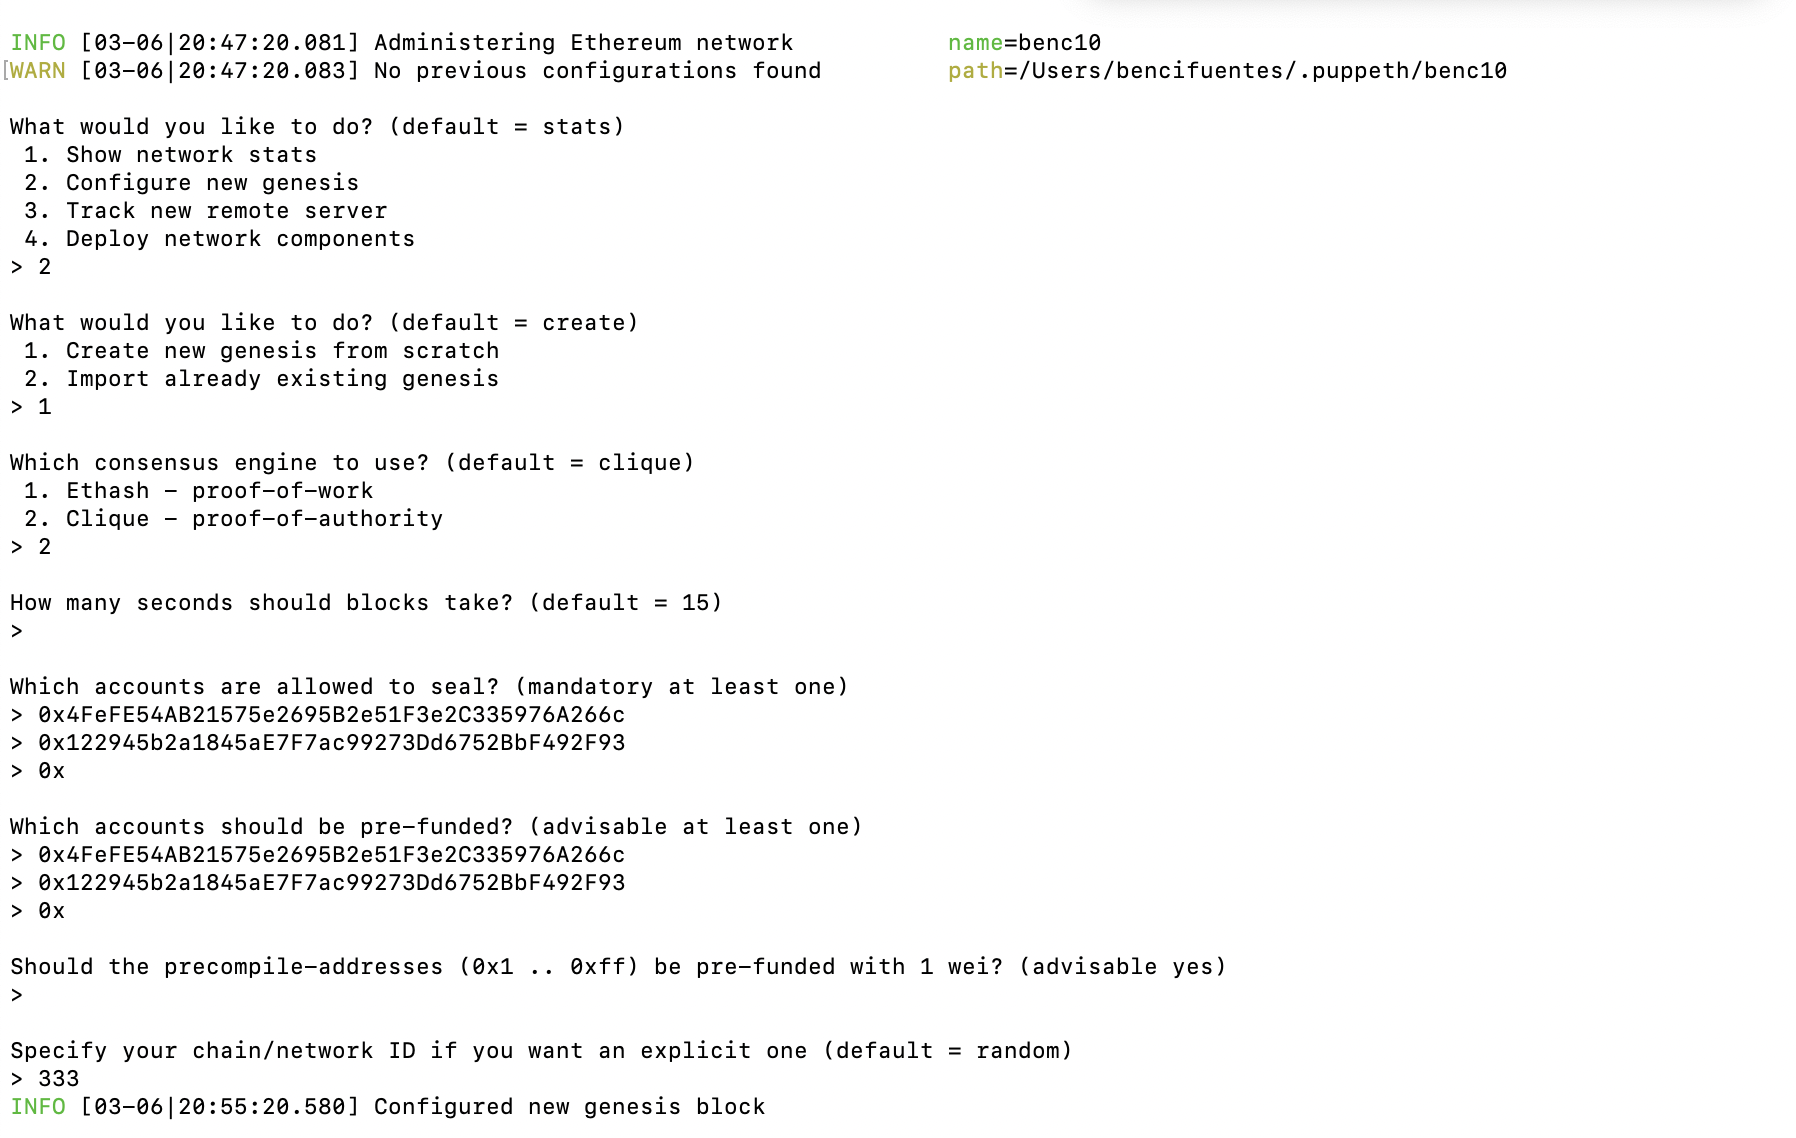 INFO [03-06|20:47:20.081] Administering Ethereum network           name=benc10
[WARN [03-06|20:47:20.083] No previous configurations found         path=/Users/bencifuentes/.puppeth/benc10
What would you like to do? (default = stats)
 1. Show network stats
 2. Configure new genesis
 3. Track new remote server
 4. Deploy network components
> 2
What would you like to do? (default = create)
 1. Create new genesis from scratch
 2. Import already existing genesis
> 1
Which consensus engine to use? (default = clique)
 1. Ethash - proof-of-work
 2. Clique - proof-of-authority
> 2
How many seconds should blocks take? (default = 15)
>
Which accounts are allowed to seal? (mandatory at least one)
> 0x4FeFE54AB21575e2695B2e51F3e2C335976A266c
> 0x122945b2a1845aE7F7ac99273Dd6752BbF492F93
> 0x
Which accounts should be pre-funded? (advisable at least one)
> 0x4FeFE54AB21575e2695B2e51F3e2C335976A266c
> 0x122945b2a1845aE7F7ac99273Dd6752BbF492F93
> 0x
Should the precompile-addresses (0x1 .. 0xff) be pre-funded with 1 wei? (advisable yes)
>
Specify your chain/network ID if you want an explicit one (default = random)
> 333
INFO [03-06|20:55:20.580] Configured new genesis block